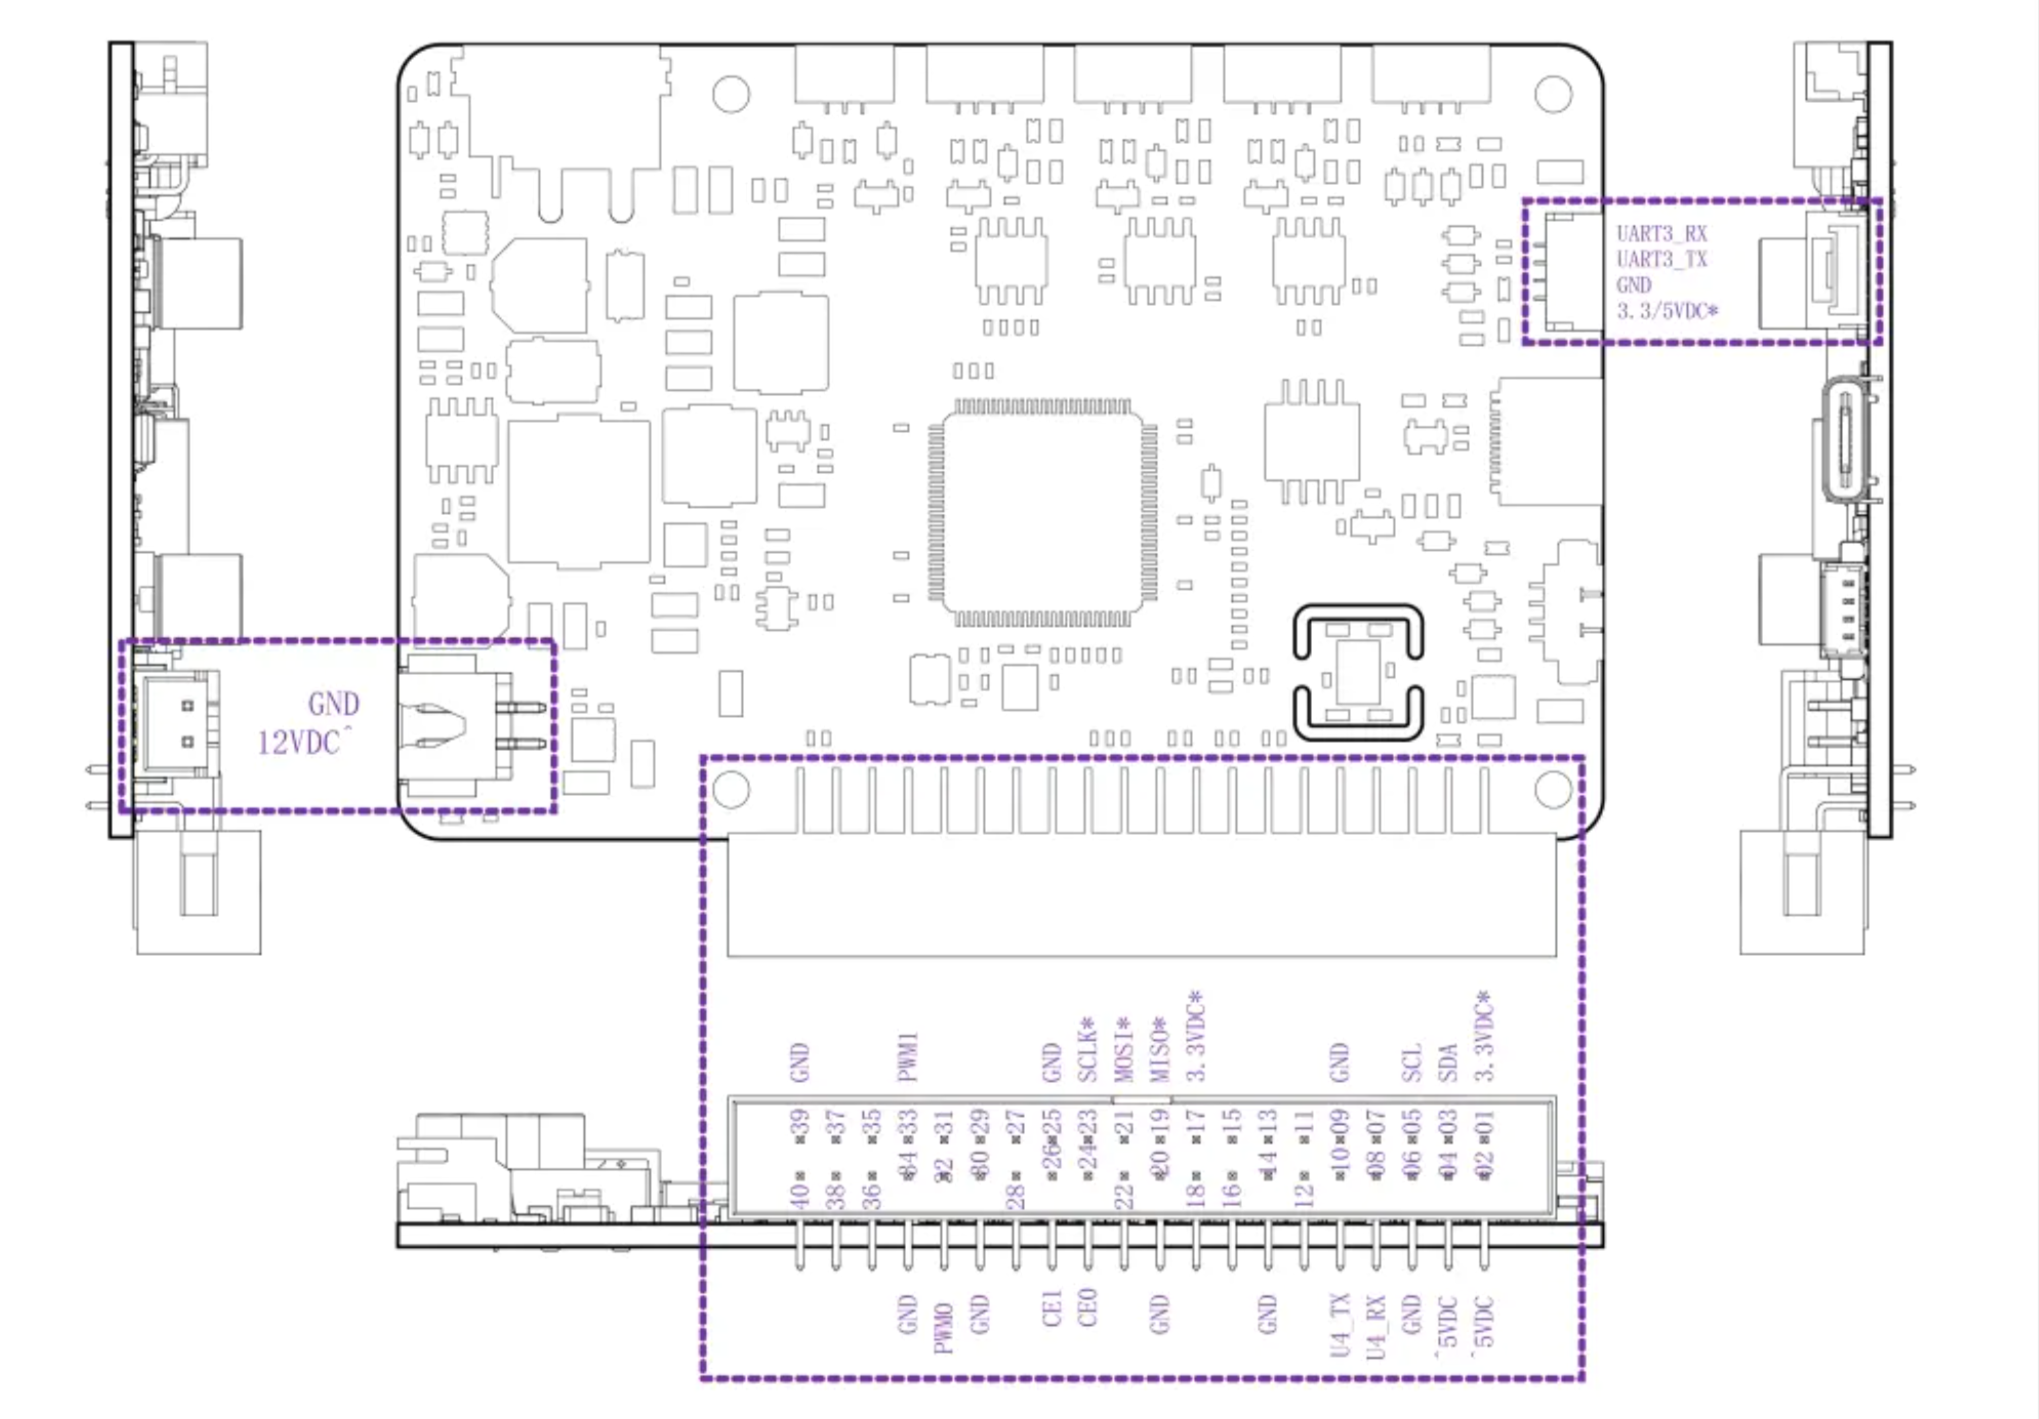 UART3_RX
UART3_TX
GND
3.3/5VDC*
GND
12VDC^
GND
PWM1
GND
SCLK*
MOSI*
MISO*
3.3VDC*
GND
SCL
SDA
3.3VDC*
39 37 35 33 31 29 27 25 23 21 19 17 15 13 11 09 07 05 03 01
40 38 36 34 32 30 28 26 24 22 20 18 16 14 12 10 08 06 04 02
GND
PWM0
GND
CE1
CE0
GND
GND
U4_TX
U4_RX
GND
^5VDC
^5VDC